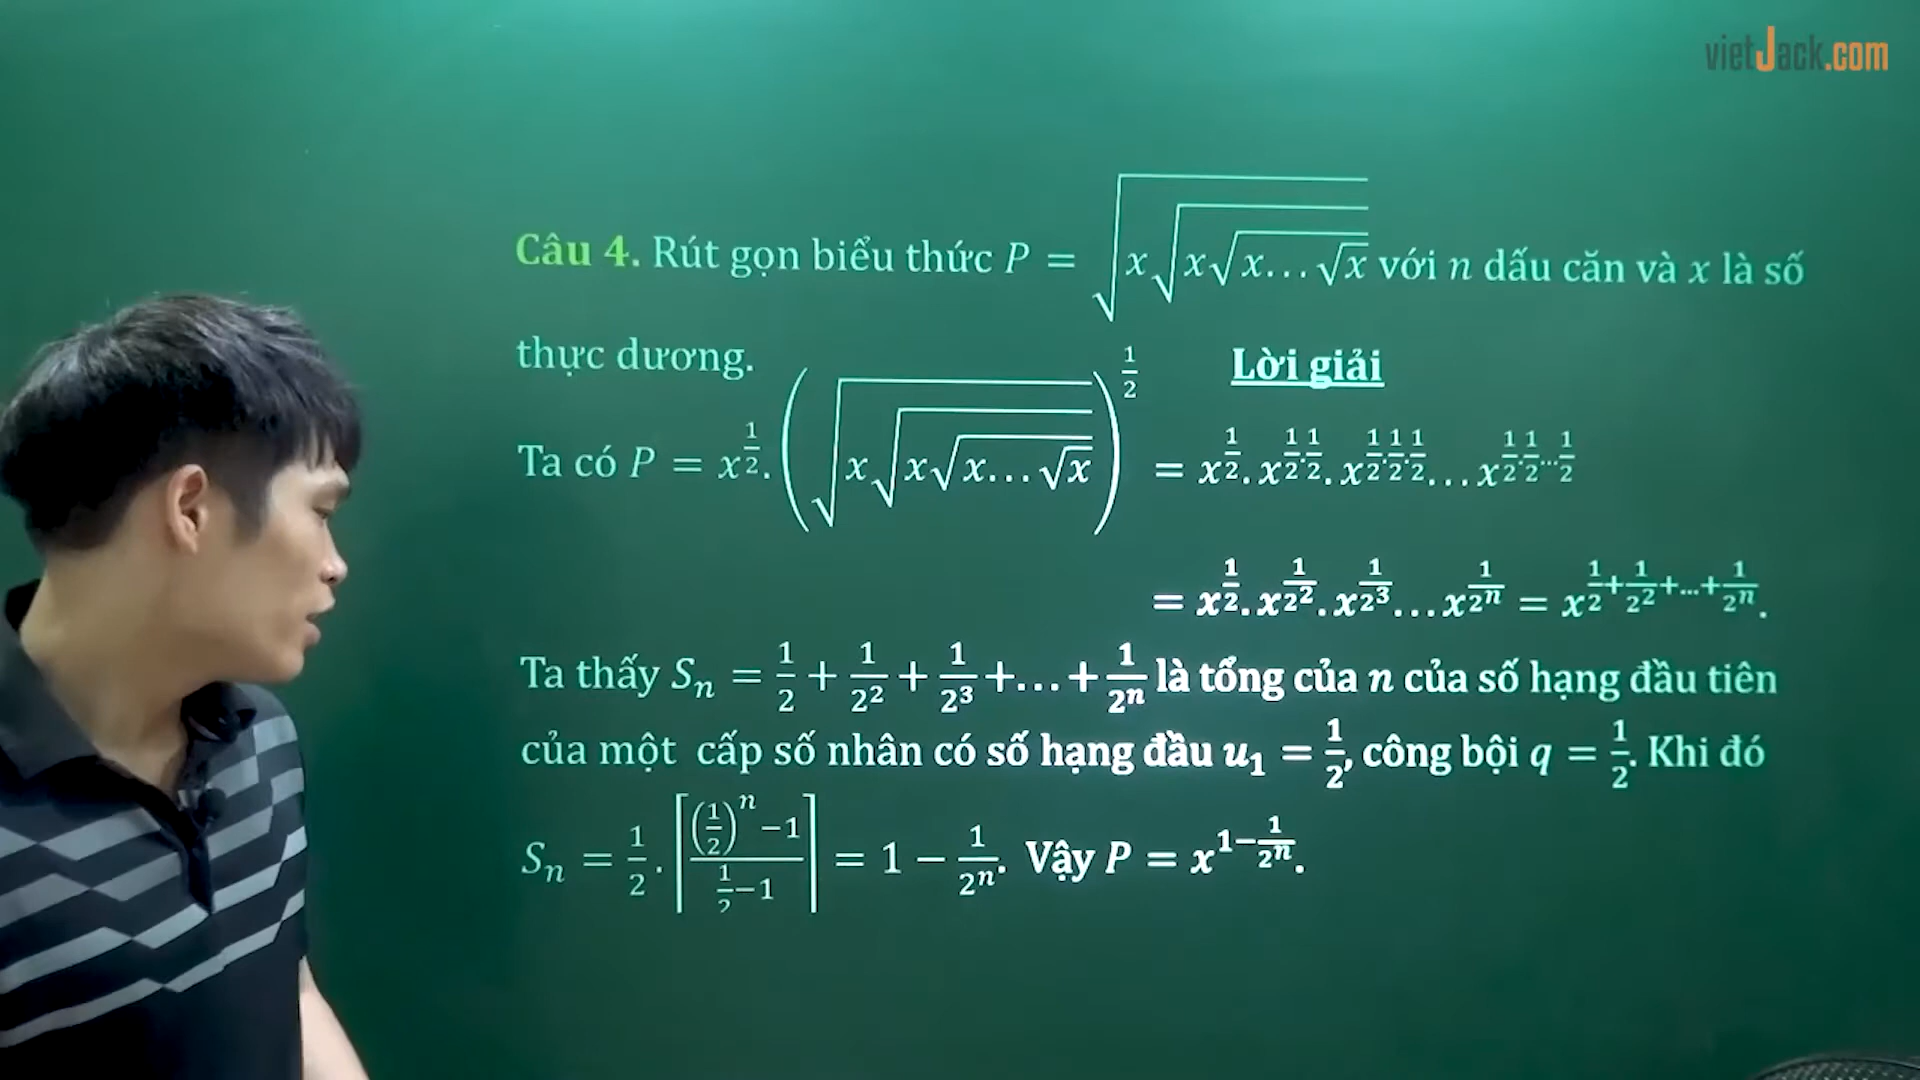 vietJack.com
Câu 4. Rút gọn biểu thức P = √(x√(x√(x…√x))) với n dấu căn và x là số
thực dương.
Lời giải
Ta có P = x^(1/2).(√(x√(x√(x…√x))))^(1/2) = x^(1/2).x^(1/2.1/2).x^(1/2.1/2.1/2)…x^(1/2.1/2…1/2)
= x^(1/2).x^(1/2²).x^(1/2³)…x^(1/2ⁿ) = x^(1/2+1/2²+…+1/2ⁿ).
Ta thấy Sₙ = 1/2 + 1/2² + 1/2³ +…+ 1/2ⁿ là tổng của n của số hạng đầu tiên
của một cấp số nhân có số hạng đầu u₁ = 1/2, công bội q = 1/2. Khi đó
Sₙ = 1/2.[((1/2)ⁿ−1)/(1/2−1)] = 1 − 1/2ⁿ. Vậy P = x^(1−1/2ⁿ).